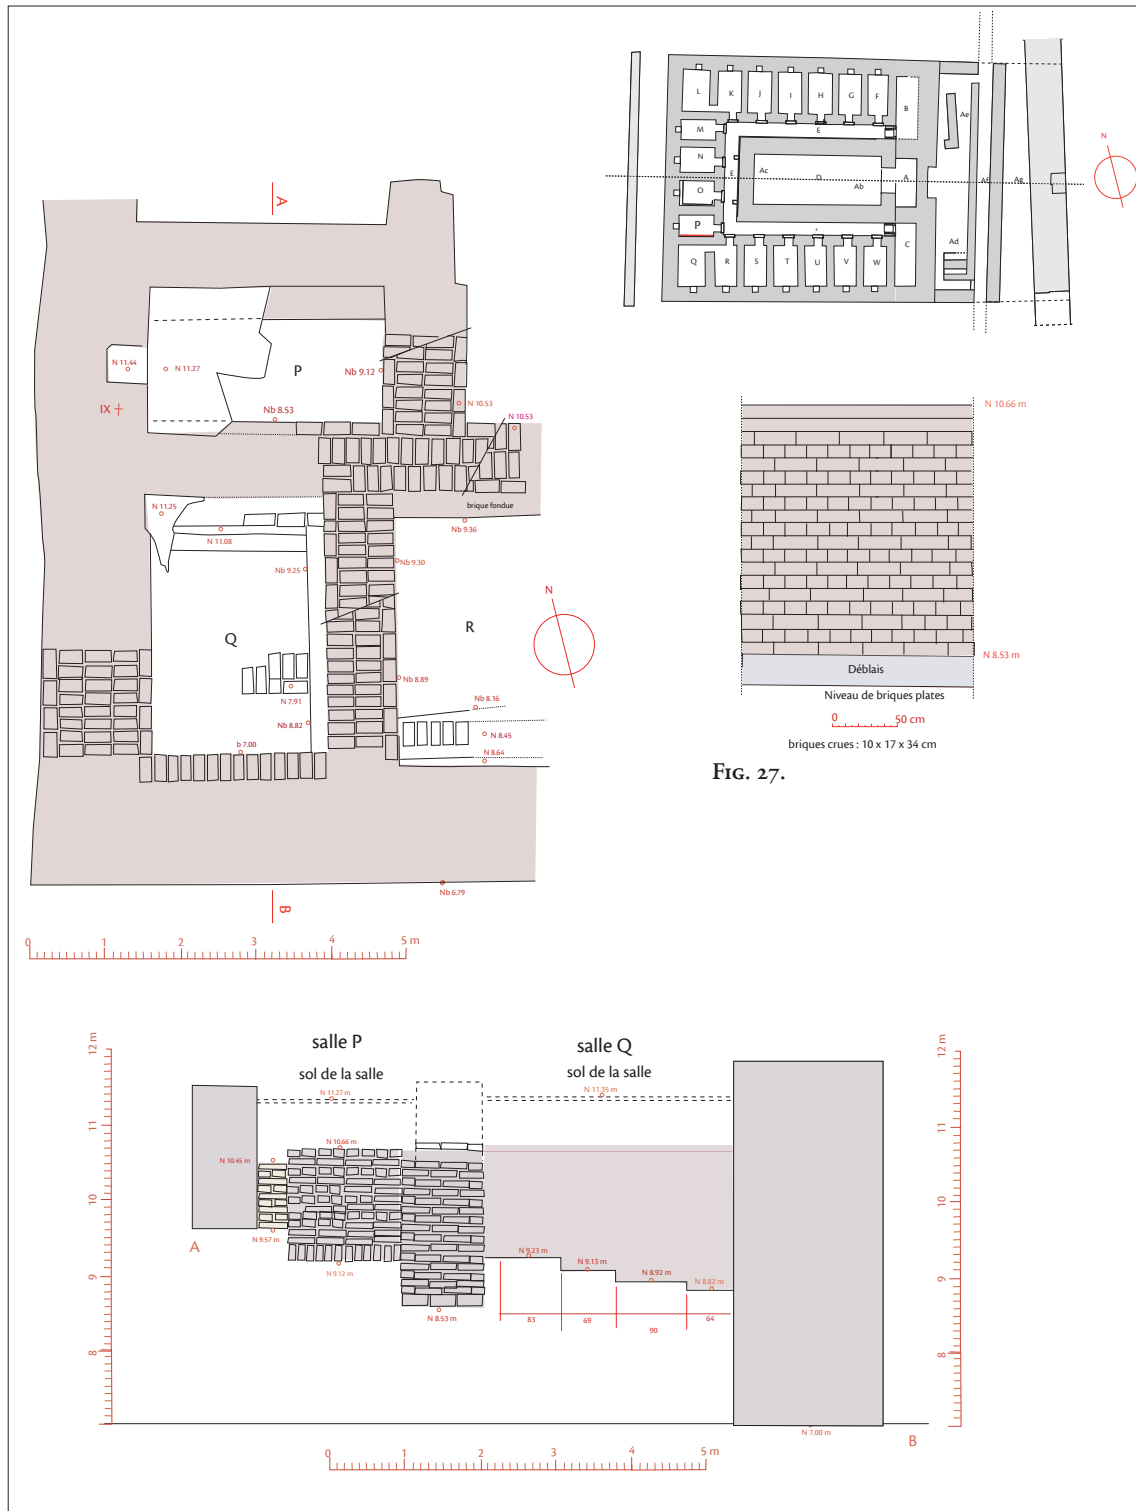 A
N 11.44
N 11.27
P
Nb 9.12
IX
Nb 8.53
N 10.53
N 10.53
brique fondue
N 11.25
N 11.08
Nb 9.36
Nb 9.25
Nb 9.30
Q
R
N
N 7.91
Nb 8.89
Nb 8.82
Nb 8.16
N 8.45
b 7.00
N 8.64
Nb 6.79
B
0 1 2 3 4 5 m
L K J I H G F B
M E Ae
N E Ac D A
O Ab Af Ag
P
C Ad
Q R S T U V W
N
N 10.66 m
N 8.53 m
Déblais
Niveau de briques plates
0 50 cm
briques crues : 10 x 17 x 34 cm
Fig. 27.
salle P salle Q
sol de la salle sol de la salle
12 m 12 m
N 11.27 m N 11.35 m
11 11
N 10.66 m
N 10.45 m
10 10
A
N 9.57 m
N 9.12 m
N 9.23 m
N 9.13 m
N 8.92 m
N 8.82 m
9 9
N 8.53 m
83 69 90 64
8 8
N 7.00 m
B
0 1 2 3 4 5 m